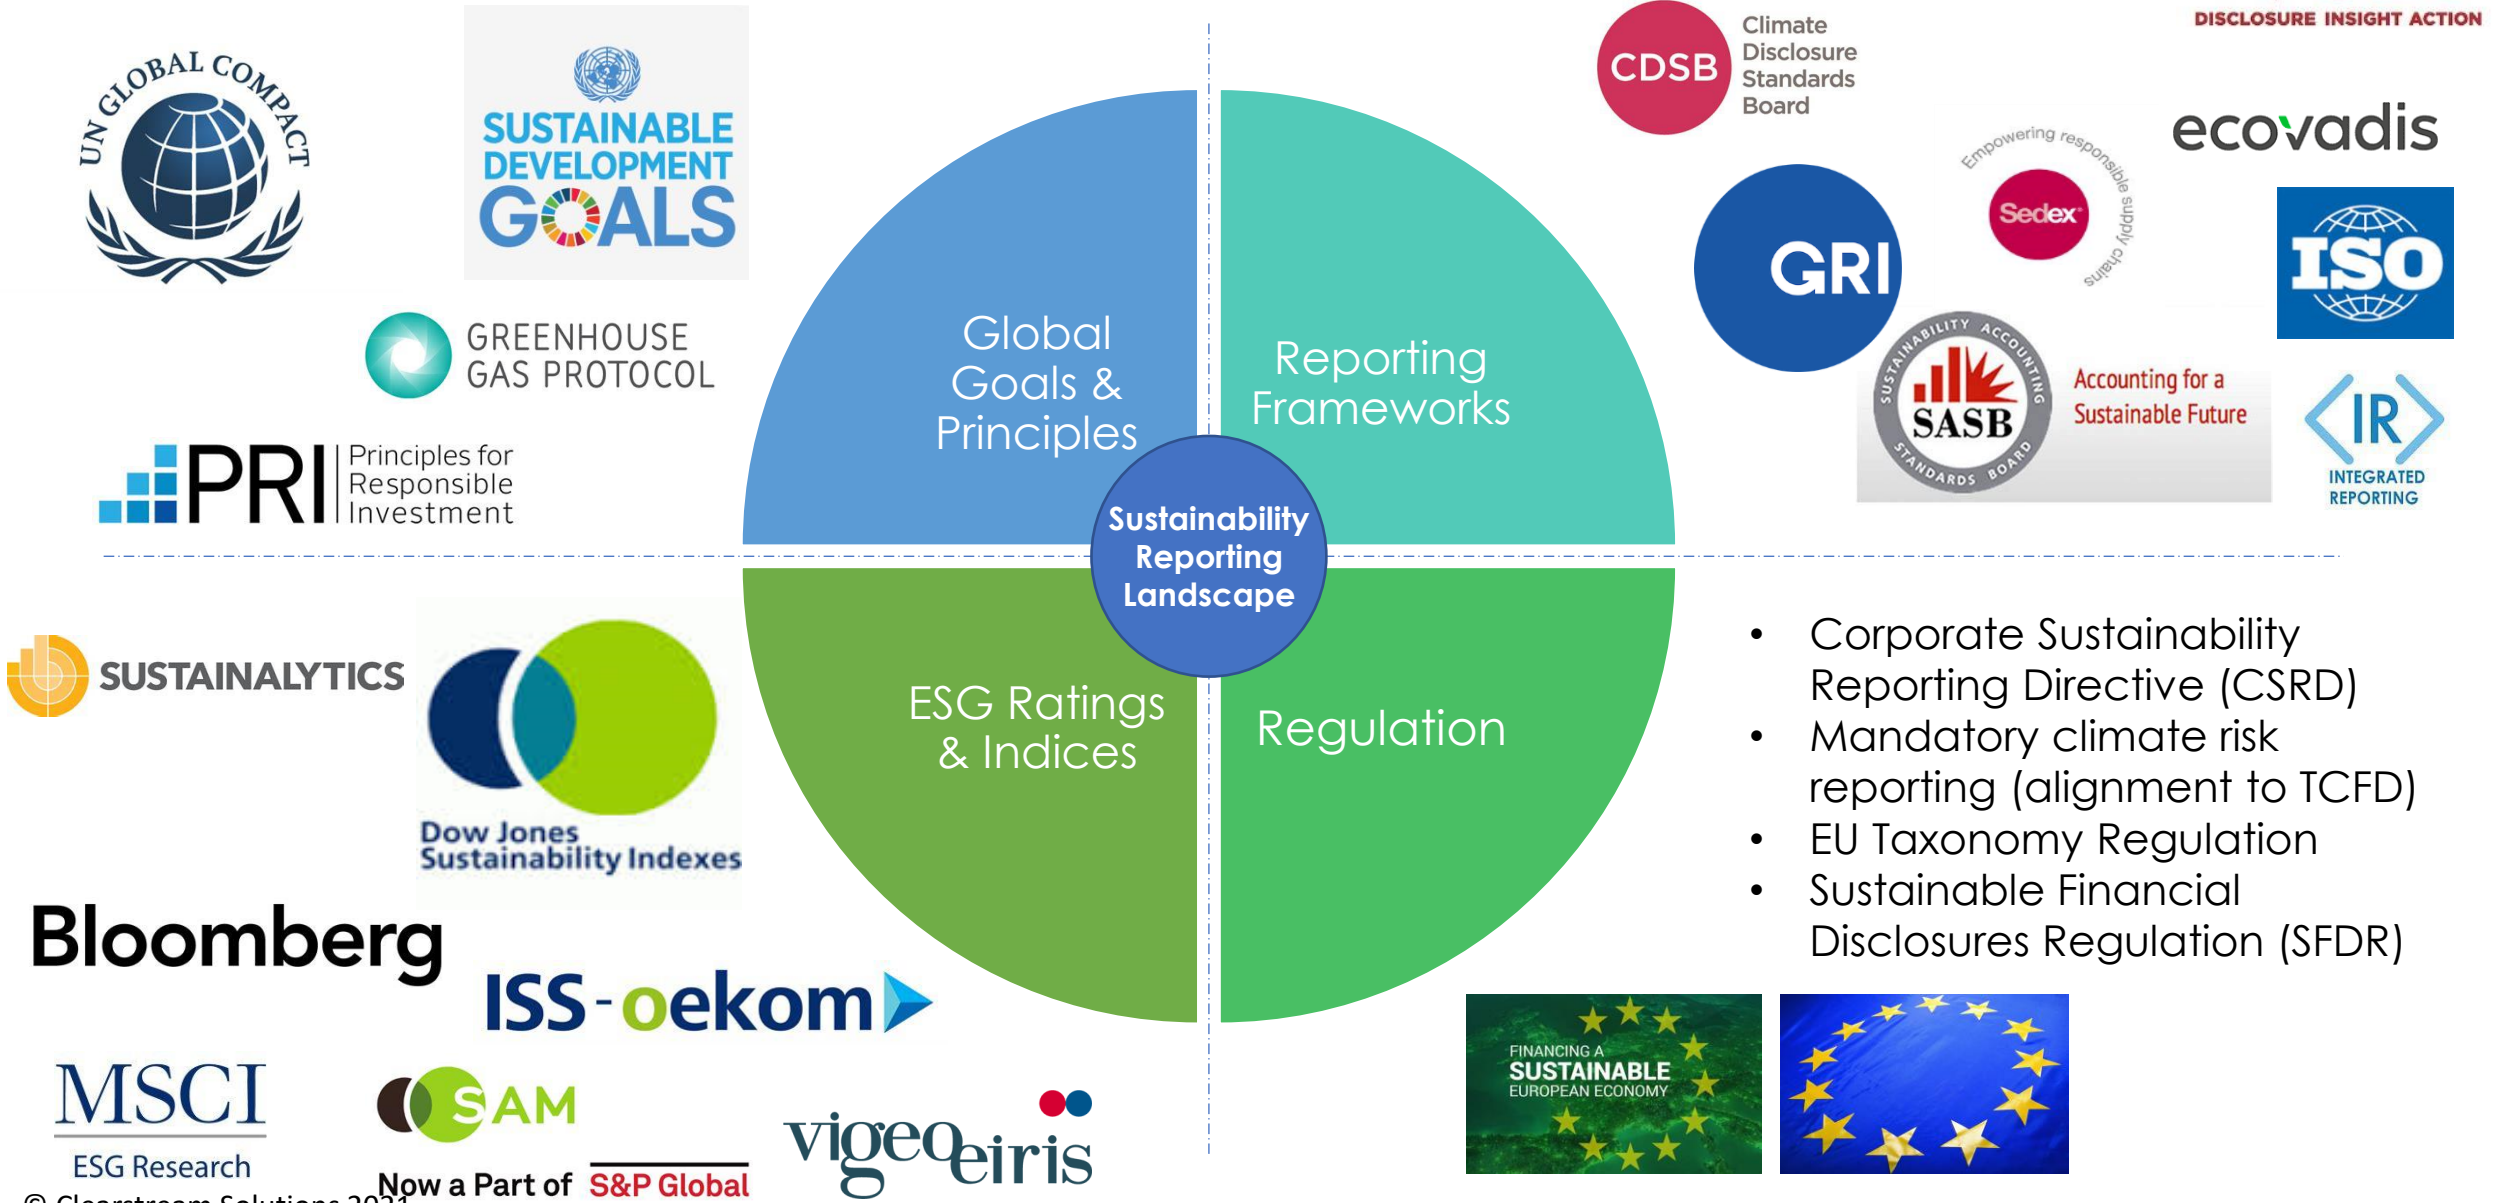 UN GLOBAL COMPACT
SUSTAINABLE
DEVELOPMENT
GOALS
GREENHOUSE
GAS PROTOCOL
PRI
Principles for
Responsible
Investment
Global
Goals &
Principles
Reporting
Frameworks
CDSB
Climate
Disclosure
Standards
Board
DISCLOSURE INSIGHT ACTION
ecovadis
Empowering responsible supply chains
Sedex
GRI
ISO
SUSTAINABILITY ACCOUNTING
SASB
STANDARDS BOARD
Accounting for a
Sustainable Future
IR
INTEGRATED
REPORTING
Sustainability
Reporting
Landscape
SUSTAINALYTICS
Dow Jones
Sustainability Indexes
ESG Ratings
& Indices
Regulation
• Corporate Sustainability
Reporting Directive (CSRD)
• Mandatory climate risk
reporting (alignment to TCFD)
• EU Taxonomy Regulation
• Sustainable Financial
Disclosures Regulation (SFDR)
Bloomberg
ISS-oekom
MSCI
ESG Research
SAM
Now a Part of S&P Global
vigeoeiris
FINANCING A
SUSTAINABLE
EUROPEAN ECONOMY
© Clearstream Solutions 2021